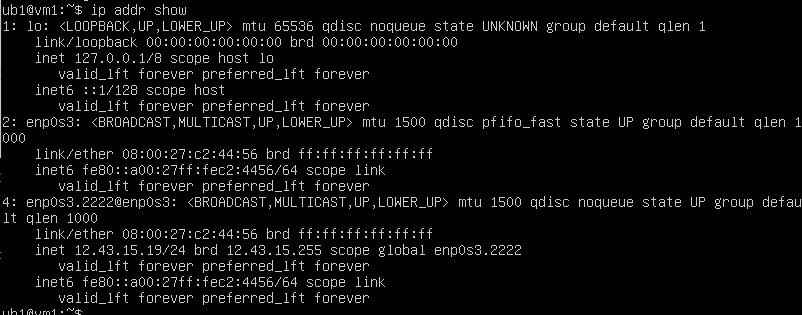 ub1@vm1:~$ ip addr show
1: lo: <LOOPBACK,UP,LOWER_UP> mtu 65536 qdisc noqueue state UNKNOWN group default qlen 1
    link/loopback 00:00:00:00:00:00 brd 00:00:00:00:00:00
    inet 127.0.0.1/8 scope host lo
       valid_lft forever preferred_lft forever
    inet6 ::1/128 scope host
       valid_lft forever preferred_lft forever
2: enp0s3: <BROADCAST,MULTICAST,UP,LOWER_UP> mtu 1500 qdisc pfifo_fast state UP group default qlen 1
000
    link/ether 08:00:27:c2:44:56 brd ff:ff:ff:ff:ff:ff
    inet6 fe80::a00:27ff:fec2:4456/64 scope link
       valid_lft forever preferred_lft forever
4: enp0s3.2222@enp0s3: <BROADCAST,MULTICAST,UP,LOWER_UP> mtu 1500 qdisc noqueue state UP group defau
lt qlen 1000
    link/ether 08:00:27:c2:44:56 brd ff:ff:ff:ff:ff:ff
    inet 12.43.15.19/24 brd 12.43.15.255 scope global enp0s3.2222
       valid_lft forever preferred_lft forever
    inet6 fe80::a00:27ff:fec2:4456/64 scope link
       valid_lft forever preferred_lft forever
ub1@vm1:~$